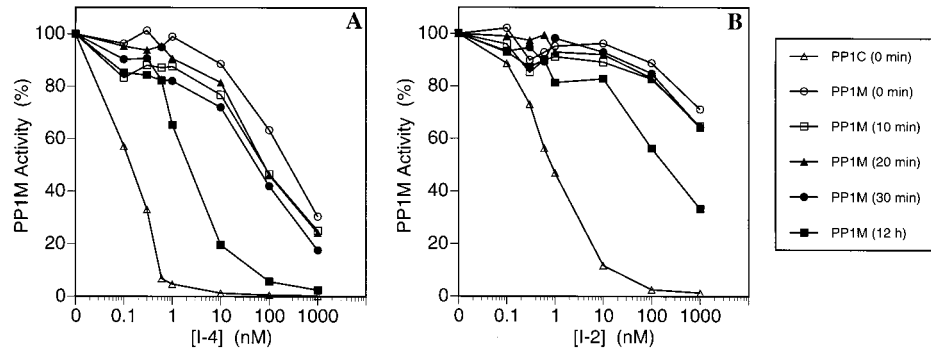 A
PP1M Activity (%)
100
80
60
40
20
0
0 0.1 1 10 100 1000
[I-4] (nM)
B
PP1M Activity (%)
100
80
60
40
20
0
0 0.1 1 10 100 1000
[I-2] (nM)
PP1C (0 min)
PP1M (0 min)
PP1M (10 min)
PP1M (20 min)
PP1M (30 min)
PP1M (12 h)